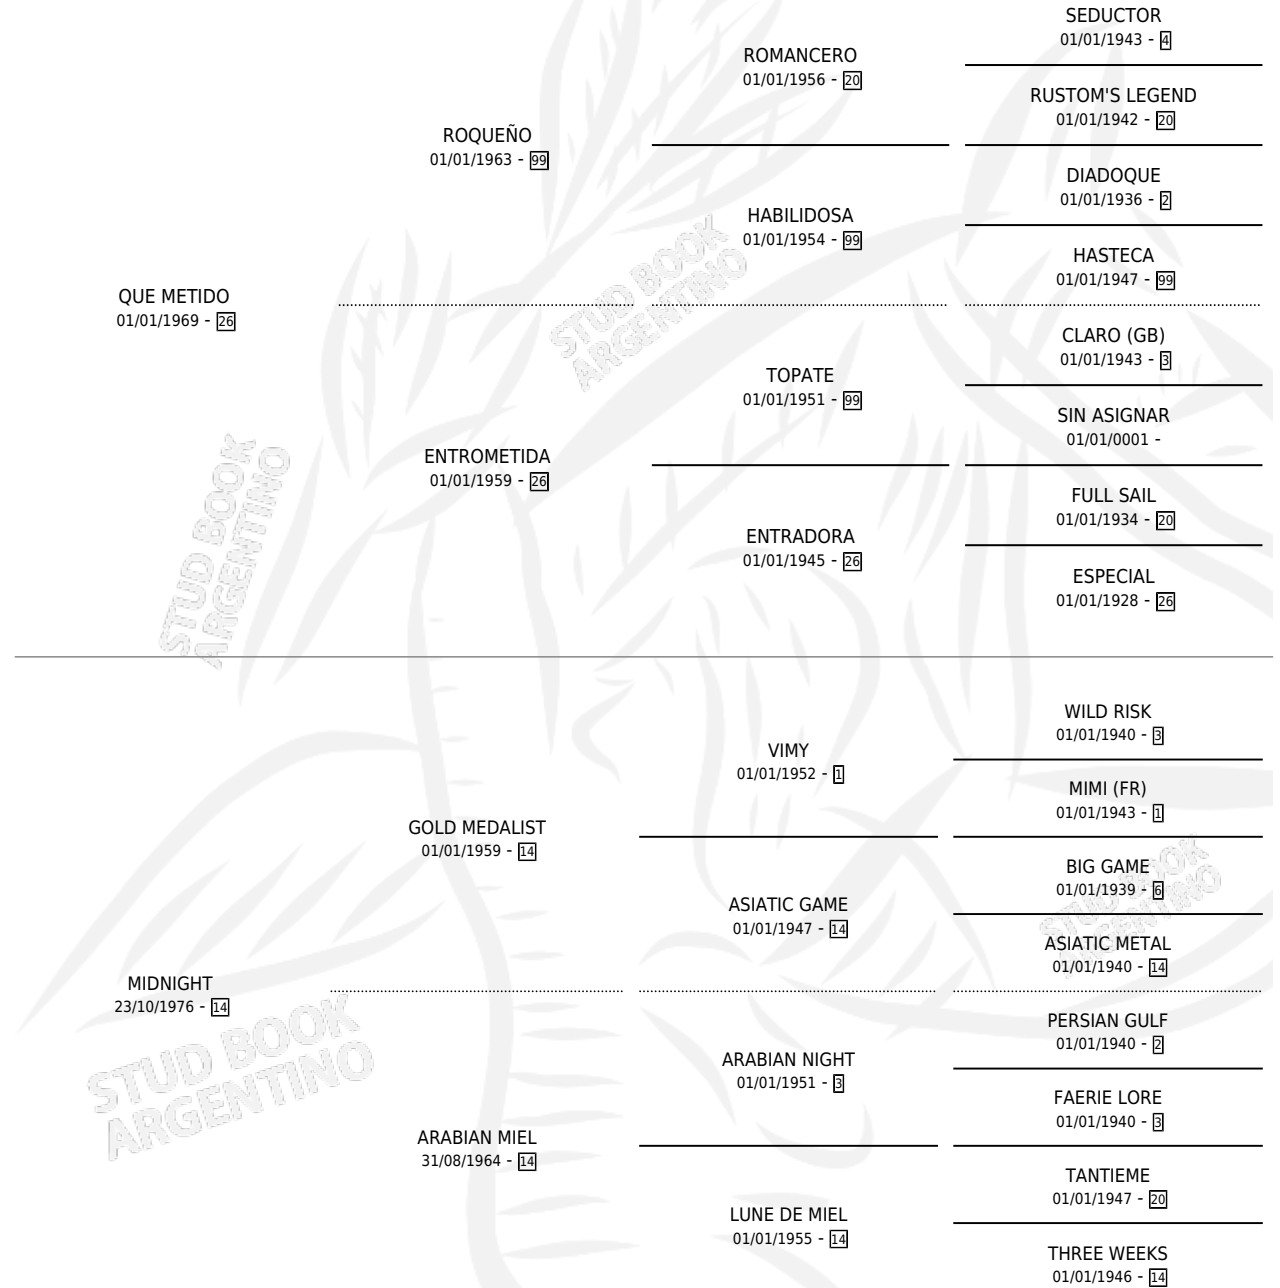 SEDUCTOR
01/01/1943 - 4
ROMANCERO
01/01/1956 - 20
RUSTOM'S LEGEND
01/01/1942 - 20
ROQUEÑO
01/01/1963 - 99
DIADOQUE
01/01/1936 - 2
HABILIDOSA
01/01/1954 - 99
HASTECA
01/01/1947 - 99
QUE METIDO
01/01/1969 - 26
CLARO (GB)
01/01/1943 - 3
TOPATE
01/01/1951 - 99
SIN ASIGNAR
01/01/0001 -
ENTROMETIDA
01/01/1959 - 26
FULL SAIL
01/01/1934 - 20
ENTRADORA
01/01/1945 - 26
ESPECIAL
01/01/1928 - 26
WILD RISK
01/01/1940 - 3
VIMY
01/01/1952 - 1
MIMI (FR)
01/01/1943 - 1
GOLD MEDALIST
01/01/1959 - 14
BIG GAME
01/01/1939 - 6
ASIATIC GAME
01/01/1947 - 14
ASIATIC METAL
01/01/1940 - 14
MIDNIGHT
23/10/1976 - 14
PERSIAN GULF
01/01/1940 - 2
ARABIAN NIGHT
01/01/1951 - 3
FAERIE LORE
01/01/1940 - 3
ARABIAN MIEL
31/08/1964 - 14
TANTIEME
01/01/1947 - 20
LUNE DE MIEL
01/01/1955 - 14
THREE WEEKS
01/01/1946 - 14
STUD BOOK
ARGENTINO
STUD BOOK
ARGENTINO
STUD BOOK
ARGENTINO
STUD BOOK
ARGENTINO